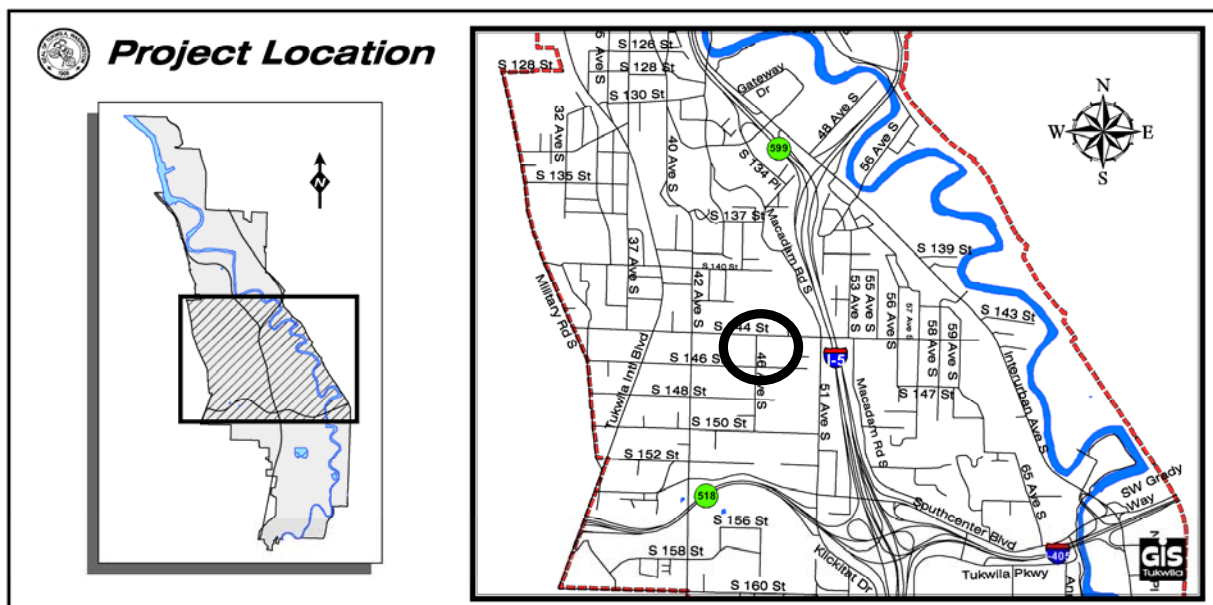 Project Location
SEAL OF TUKWILA, WASHINGTON
1908
N
N
W
E
S
S 126 St
S 128 St
S 128 St
S 130 St
Gateway Dr
48 Ave S
56 Ave S
32 Ave S
40 Ave S
S 134 Pl
599
S 135 St
S 137 St
Macadam Rd S
S 139 St
37 Ave S
S 140 St
42 Ave S
Military Rd S
53 Ave S
55 Ave S
56 Ave S
57 Ave S
58 Ave S
59 Ave S
S 143 St
S 144 St
I-5
Tukwila Intl Blvd
S 146 St
46 Ave S
S 147 St
S 148 St
51 Ave S
Macadam Rd S
Interurban Ave S
S 150 St
S 152 St
65 Ave S
SW Grady Way
518
Southcenter Blvd
S 156 St
S 158 St
Klickitat Dr
I-405
Tukwila Pkwy
S 160 St
GIS
Tukwila